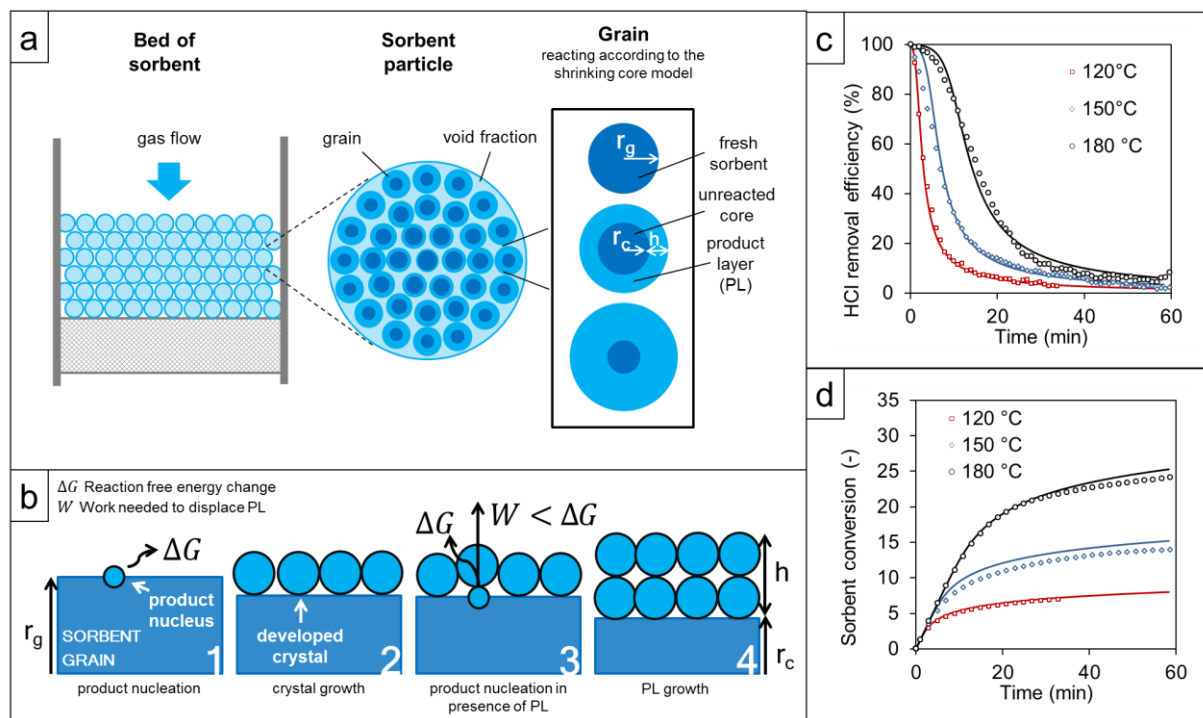 a
Bed of
sorbent
gas flow
Sorbent
particle
grain
void fraction
Grain
reacting according to the
shrinking core model
r_g
fresh
sorbent
unreacted
core
r_c
h
product
layer
(PL)
b
ΔG Reaction free energy change
W Work needed to displace PL
ΔG
product
nucleus
r_g
SORBENT
GRAIN
1
product nucleation
developed
crystal
2
crystal growth
ΔG
W < ΔG
3
product nucleation in
presence of PL
h
r_c
4
PL growth
c
HCl removal efficiency (%)
100
80
60
40
20
0
120°C
150°C
180 °C
0 20 40 60
Time (min)
d
Sorbent conversion (-)
35
30
25
20
15
10
5
0
120 °C
150 °C
180 °C
0 20 40 60
Time (min)